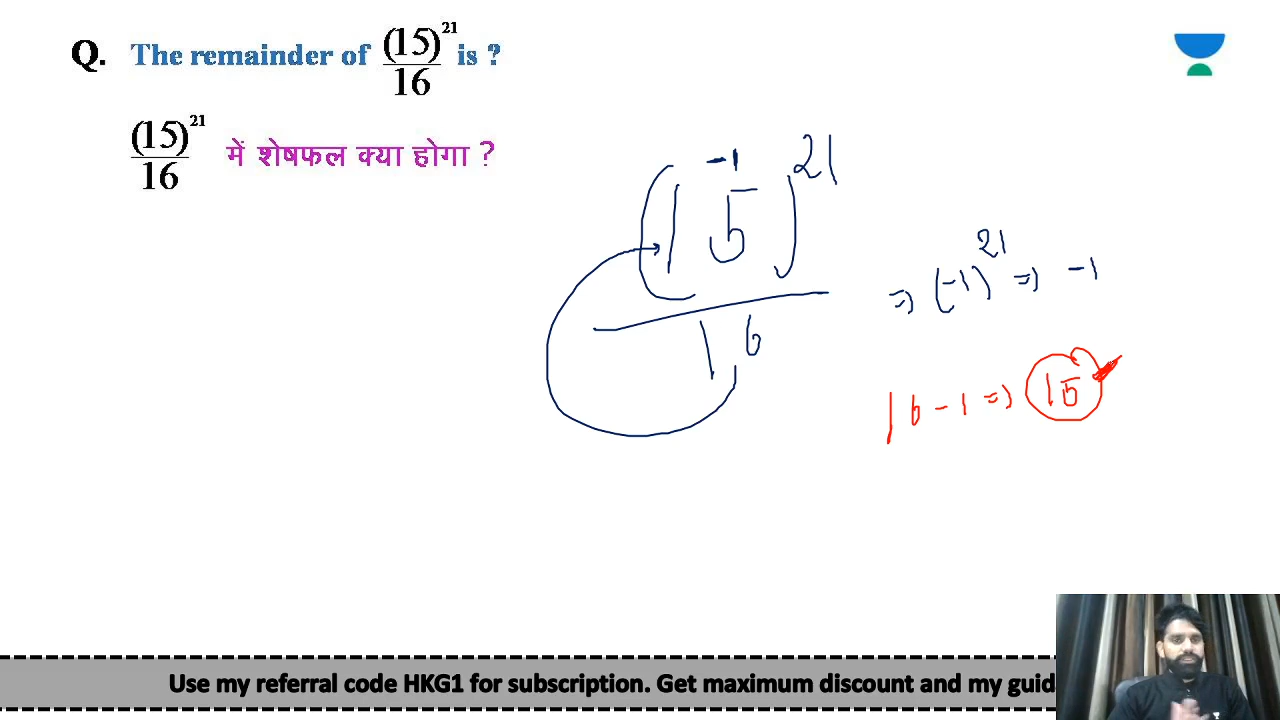 Q. The remainder of (15)^21/16 is ?
(15)^21/16 में शेषफल क्या होगा ?
(15)^21/16
-1
=> (-1)^21 => -1
16 - 1 => 15
Use my referral code HKG1 for subscription. Get maximum discount and my guid